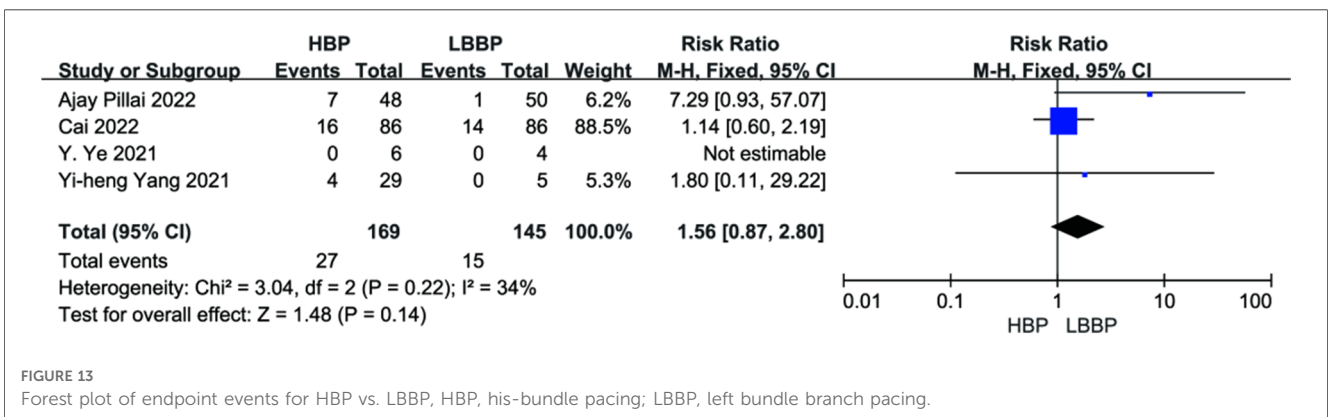 HBP LBBP Risk Ratio Risk Ratio
Study or Subgroup Events Total Events Total Weight M-H, Fixed, 95% CI M-H, Fixed, 95% CI
Ajay Pillai 2022 7 48 1 50 6.2% 7.29 [0.93, 57.07]
Cai 2022 16 86 14 86 88.5% 1.14 [0.60, 2.19]
Y. Ye 2021 0 6 0 4 Not estimable
Yi-heng Yang 2021 4 29 0 5 5.3% 1.80 [0.11, 29.22]
Total (95% CI) 169 145 100.0% 1.56 [0.87, 2.80]
Total events 27 15
Heterogeneity: Chi² = 3.04, df = 2 (P = 0.22); I² = 34%
Test for overall effect: Z = 1.48 (P = 0.14)
0.01 0.1 1 10 100
HBP LBBP
FIGURE 13
Forest plot of endpoint events for HBP vs. LBBP, HBP, his-bundle pacing; LBBP, left bundle branch pacing.